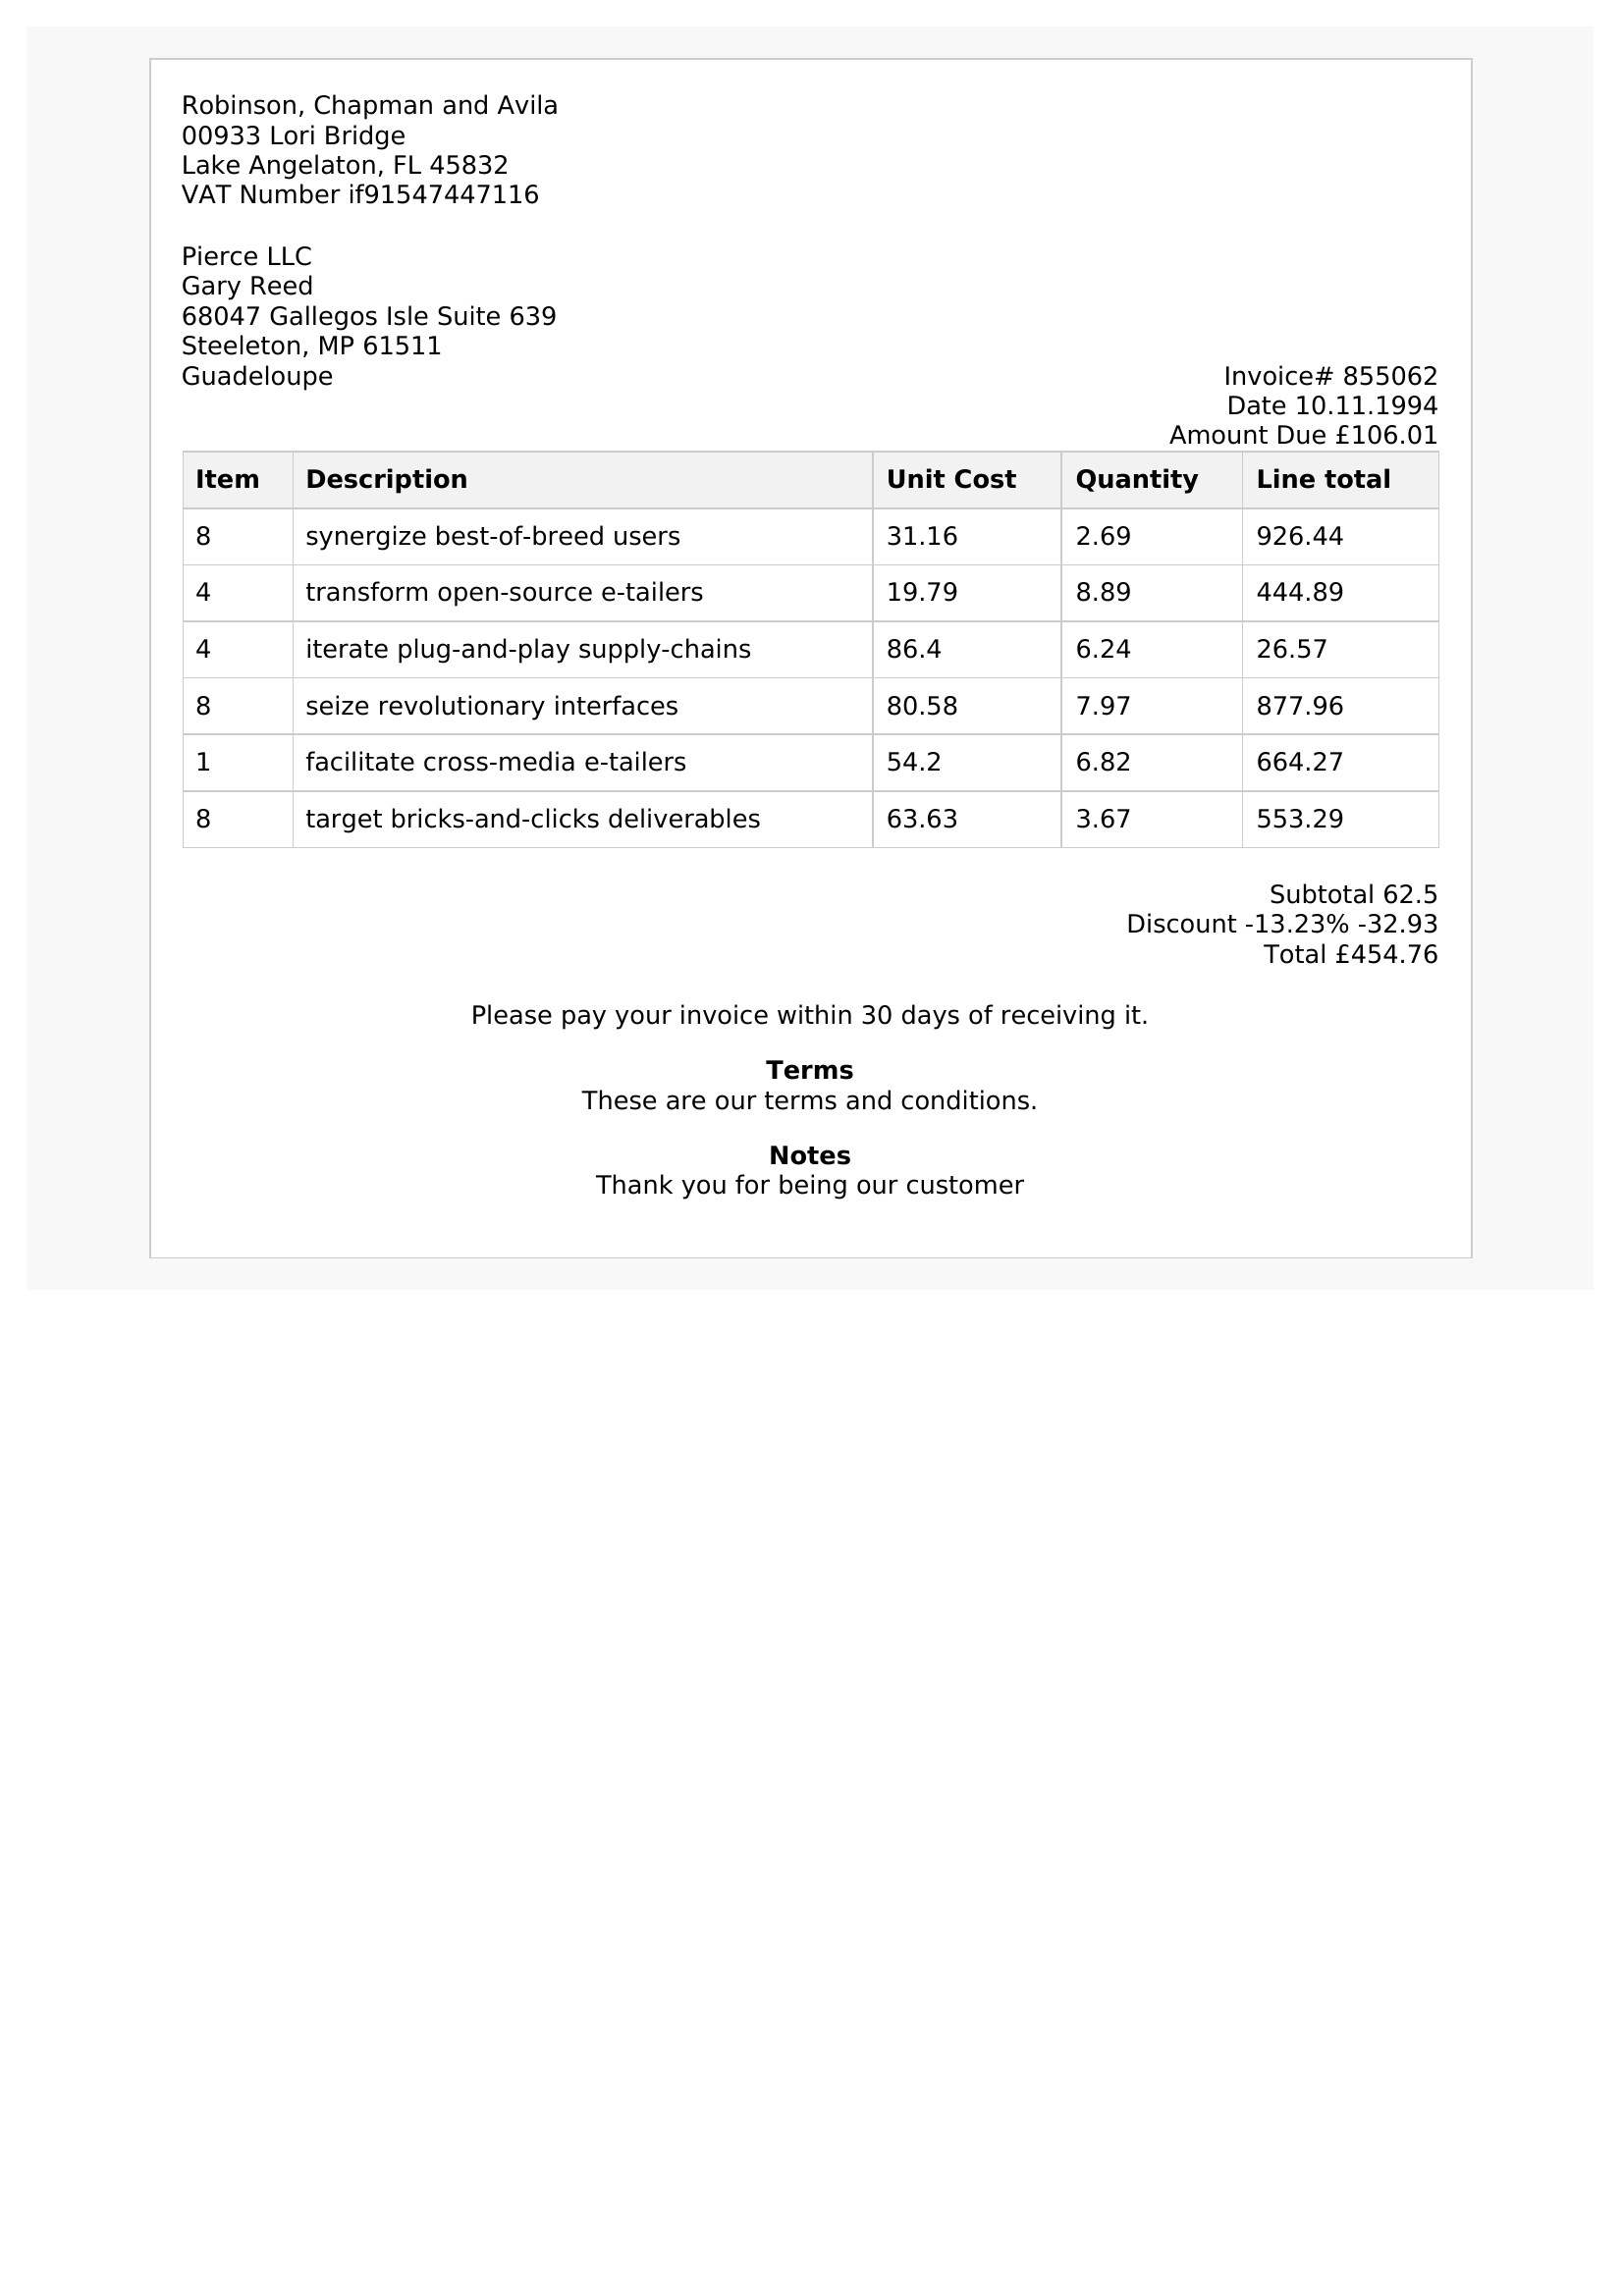 Robinson, Chapman and Avila
00933 Lori Bridge
Lake Angelaton, FL 45832
VAT Number if91547447116
Pierce LLC
Gary Reed
68047 Gallegos Isle Suite 639
Steeleton, MP 61511
Guadeloupe
Invoice# 855062
Date 10.11.1994
Amount Due £106.01
Item Description Unit Cost Quantity Line total
8 synergize best-of-breed users 31.16 2.69 926.44
4 transform open-source e-tailers 19.79 8.89 444.89
4 iterate plug-and-play supply-chains 86.4 6.24 26.57
8 seize revolutionary interfaces 80.58 7.97 877.96
1 facilitate cross-media e-tailers 54.2 6.82 664.27
8 target bricks-and-clicks deliverables 63.63 3.67 553.29
Subtotal 62.5
Discount -13.23% -32.93
Total £454.76
Please pay your invoice within 30 days of receiving it.
Terms
These are our terms and conditions.
Notes
Thank you for being our customer